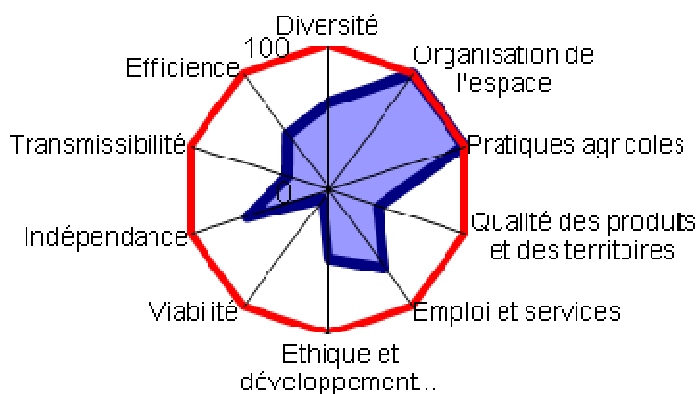 Diversité
100
Organisation de
l'espace
Efficience
Transmissibilité
Pratiques agricoles
0
Indépendance
Qualité des produits
et des territoires
Viabilité
Emploi et services
Ethique et
développement...